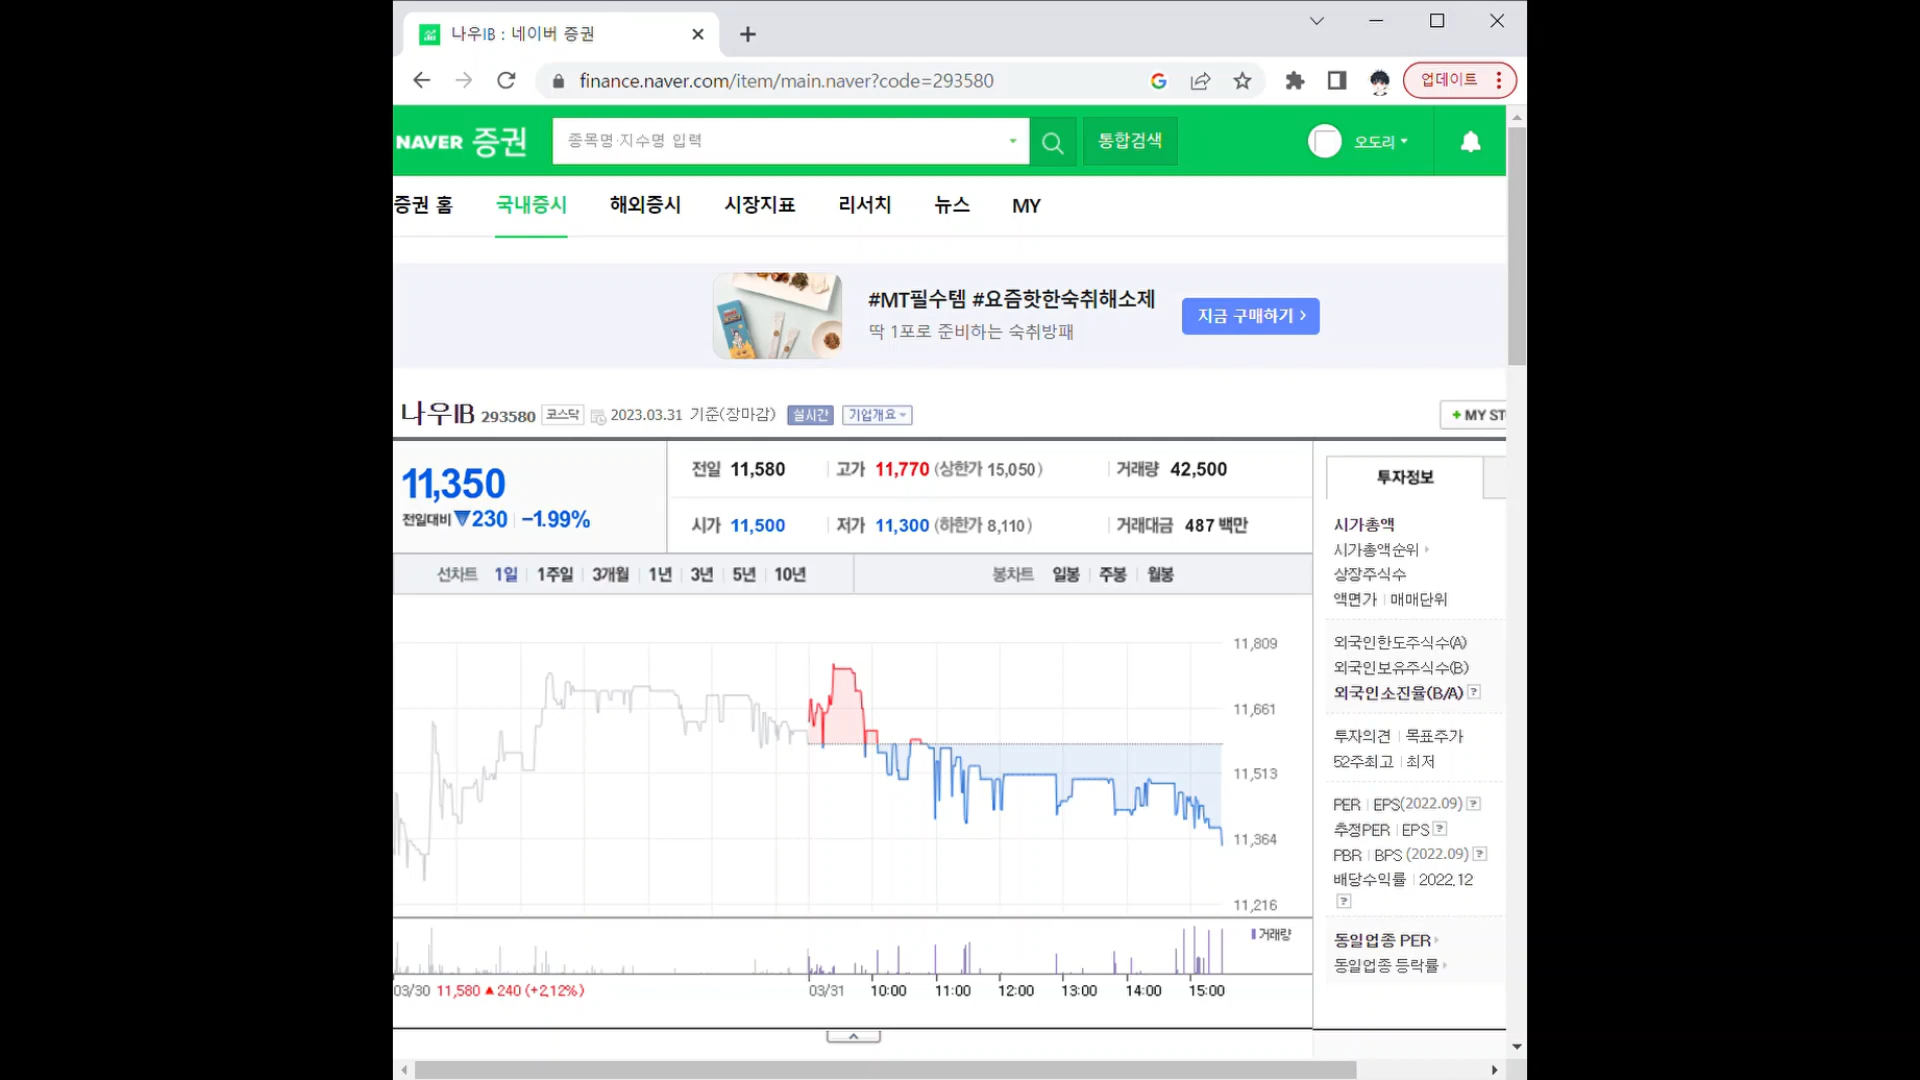 나우IB : 네이버 증권
finance.naver.com/item/main.naver?code=293580
업데이트
NAVER 증권
종목명·지수명 입력
통합검색
오도리
증권 홈 국내증시 해외증시 시장지표 리서치 뉴스 MY
#MT필수템 #요즘핫한숙취해소제
딱 1포로 준비하는 숙취방패
지금 구매하기 >
나우IB 293580 코스닥 2023.03.31 기준(장마감) 실시간 기업개요
+ MY ST
11,350
전일대비 ▼230 | -1.99%
전일 11,580 | 고가 11,770 (상한가 15,050) | 거래량 42,500
시가 11,500 | 저가 11,300 (하한가 8,110) | 거래대금 487 백만
선차트 1일 1주일 3개월 1년 3년 5년 10년
봉차트 일봉 주봉 월봉
11,809
11,661
11,513
11,364
11,216
거래량
03/30 11,580 ▲ 240 (+2.12%)
03/31 10:00 11:00 12:00 13:00 14:00 15:00
투자정보
시가총액
시가총액순위
상장주식수
액면가 | 매매단위
외국인한도주식수(A)
외국인보유주식수(B)
외국인소진율(B/A) ?
투자의견 | 목표주가
52주최고 | 최저
PER | EPS(2022.09) ?
추정PER | EPS ?
PBR | BPS (2022.09) ?
배당수익률 | 2022.12
?
동일업종 PER
동일업종 등락률